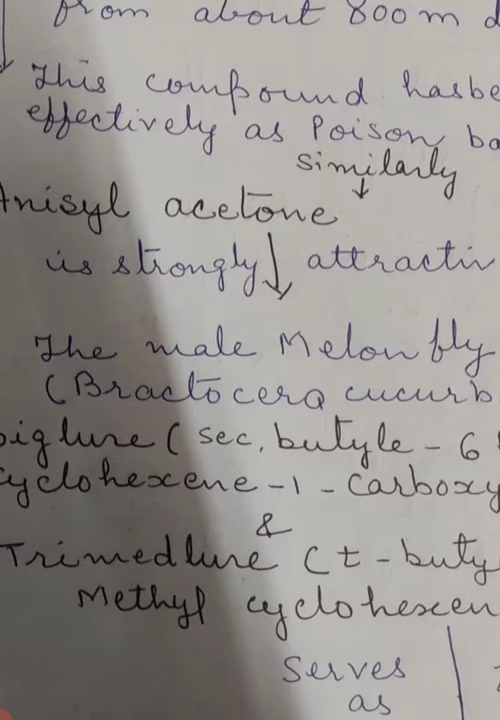 from about 800m d
This compound hasbe
effectively as Poison ba
similarly
Anisyl acetone
is strongly attractiv
The male Melon fly
(Bractocera cucurb
siglure (sec, butyle - 6
cyclohexene -1 - Carboxy
&
Trimedlure (t - buty
Methyl cyclohexen
Serves
as